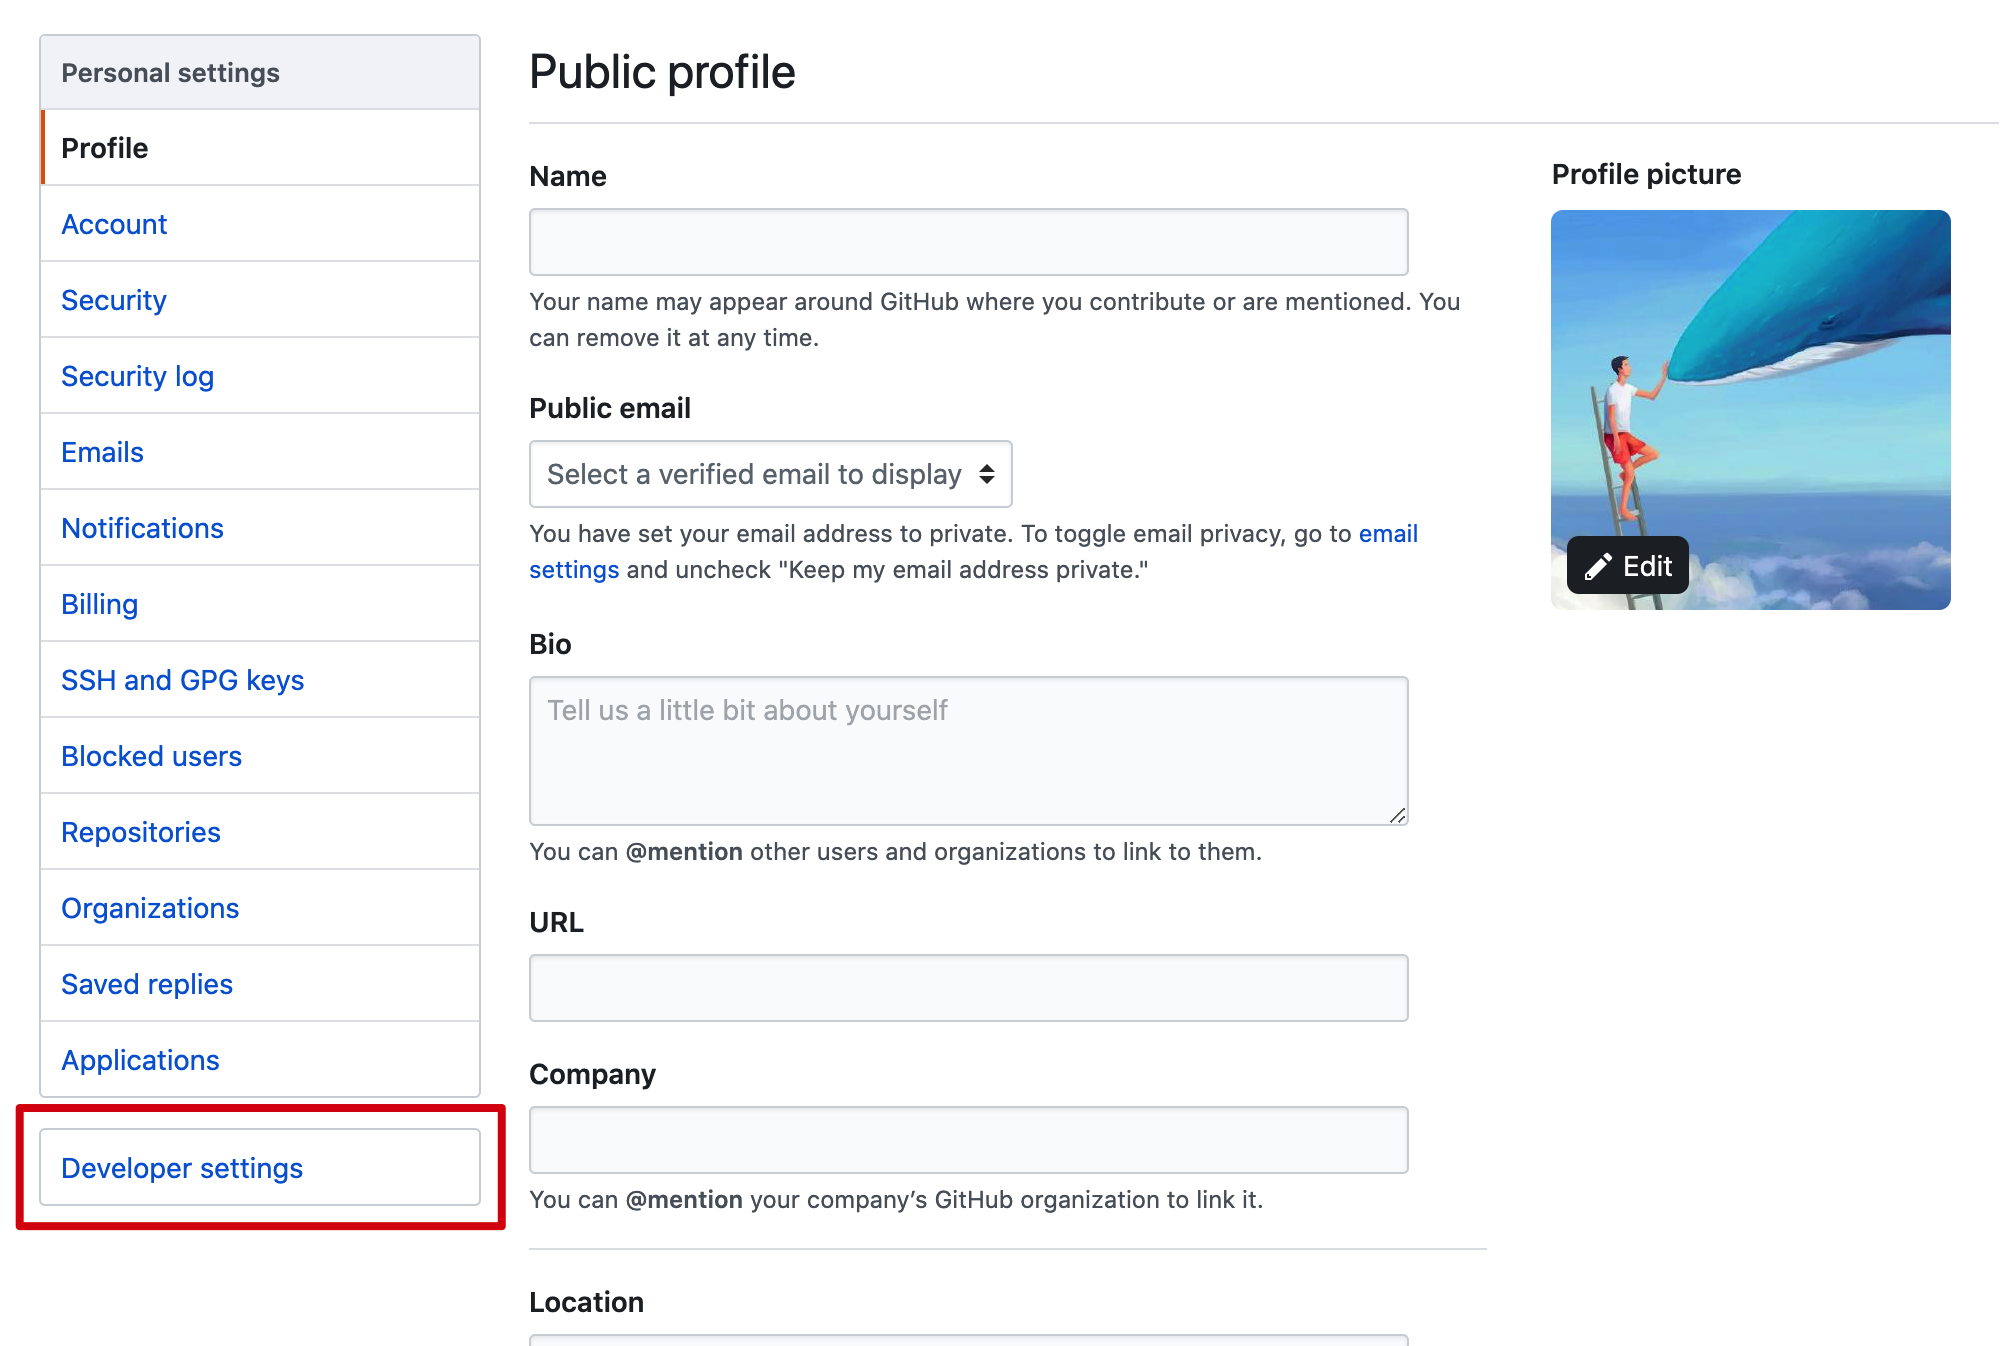 Personal settings
Profile
Account
Security
Security log
Emails
Notifications
Billing
SSH and GPG keys
Blocked users
Repositories
Organizations
Saved replies
Applications
Developer settings
Public profile
Name
Your name may appear around GitHub where you contribute or are mentioned. You
can remove it at any time.
Public email
Select a verified email to display
You have set your email address to private. To toggle email privacy, go to email
settings and uncheck "Keep my email address private."
Bio
Tell us a little bit about yourself
You can @mention other users and organizations to link to them.
URL
Company
You can @mention your company’s GitHub organization to link it.
Location
Profile picture
Edit